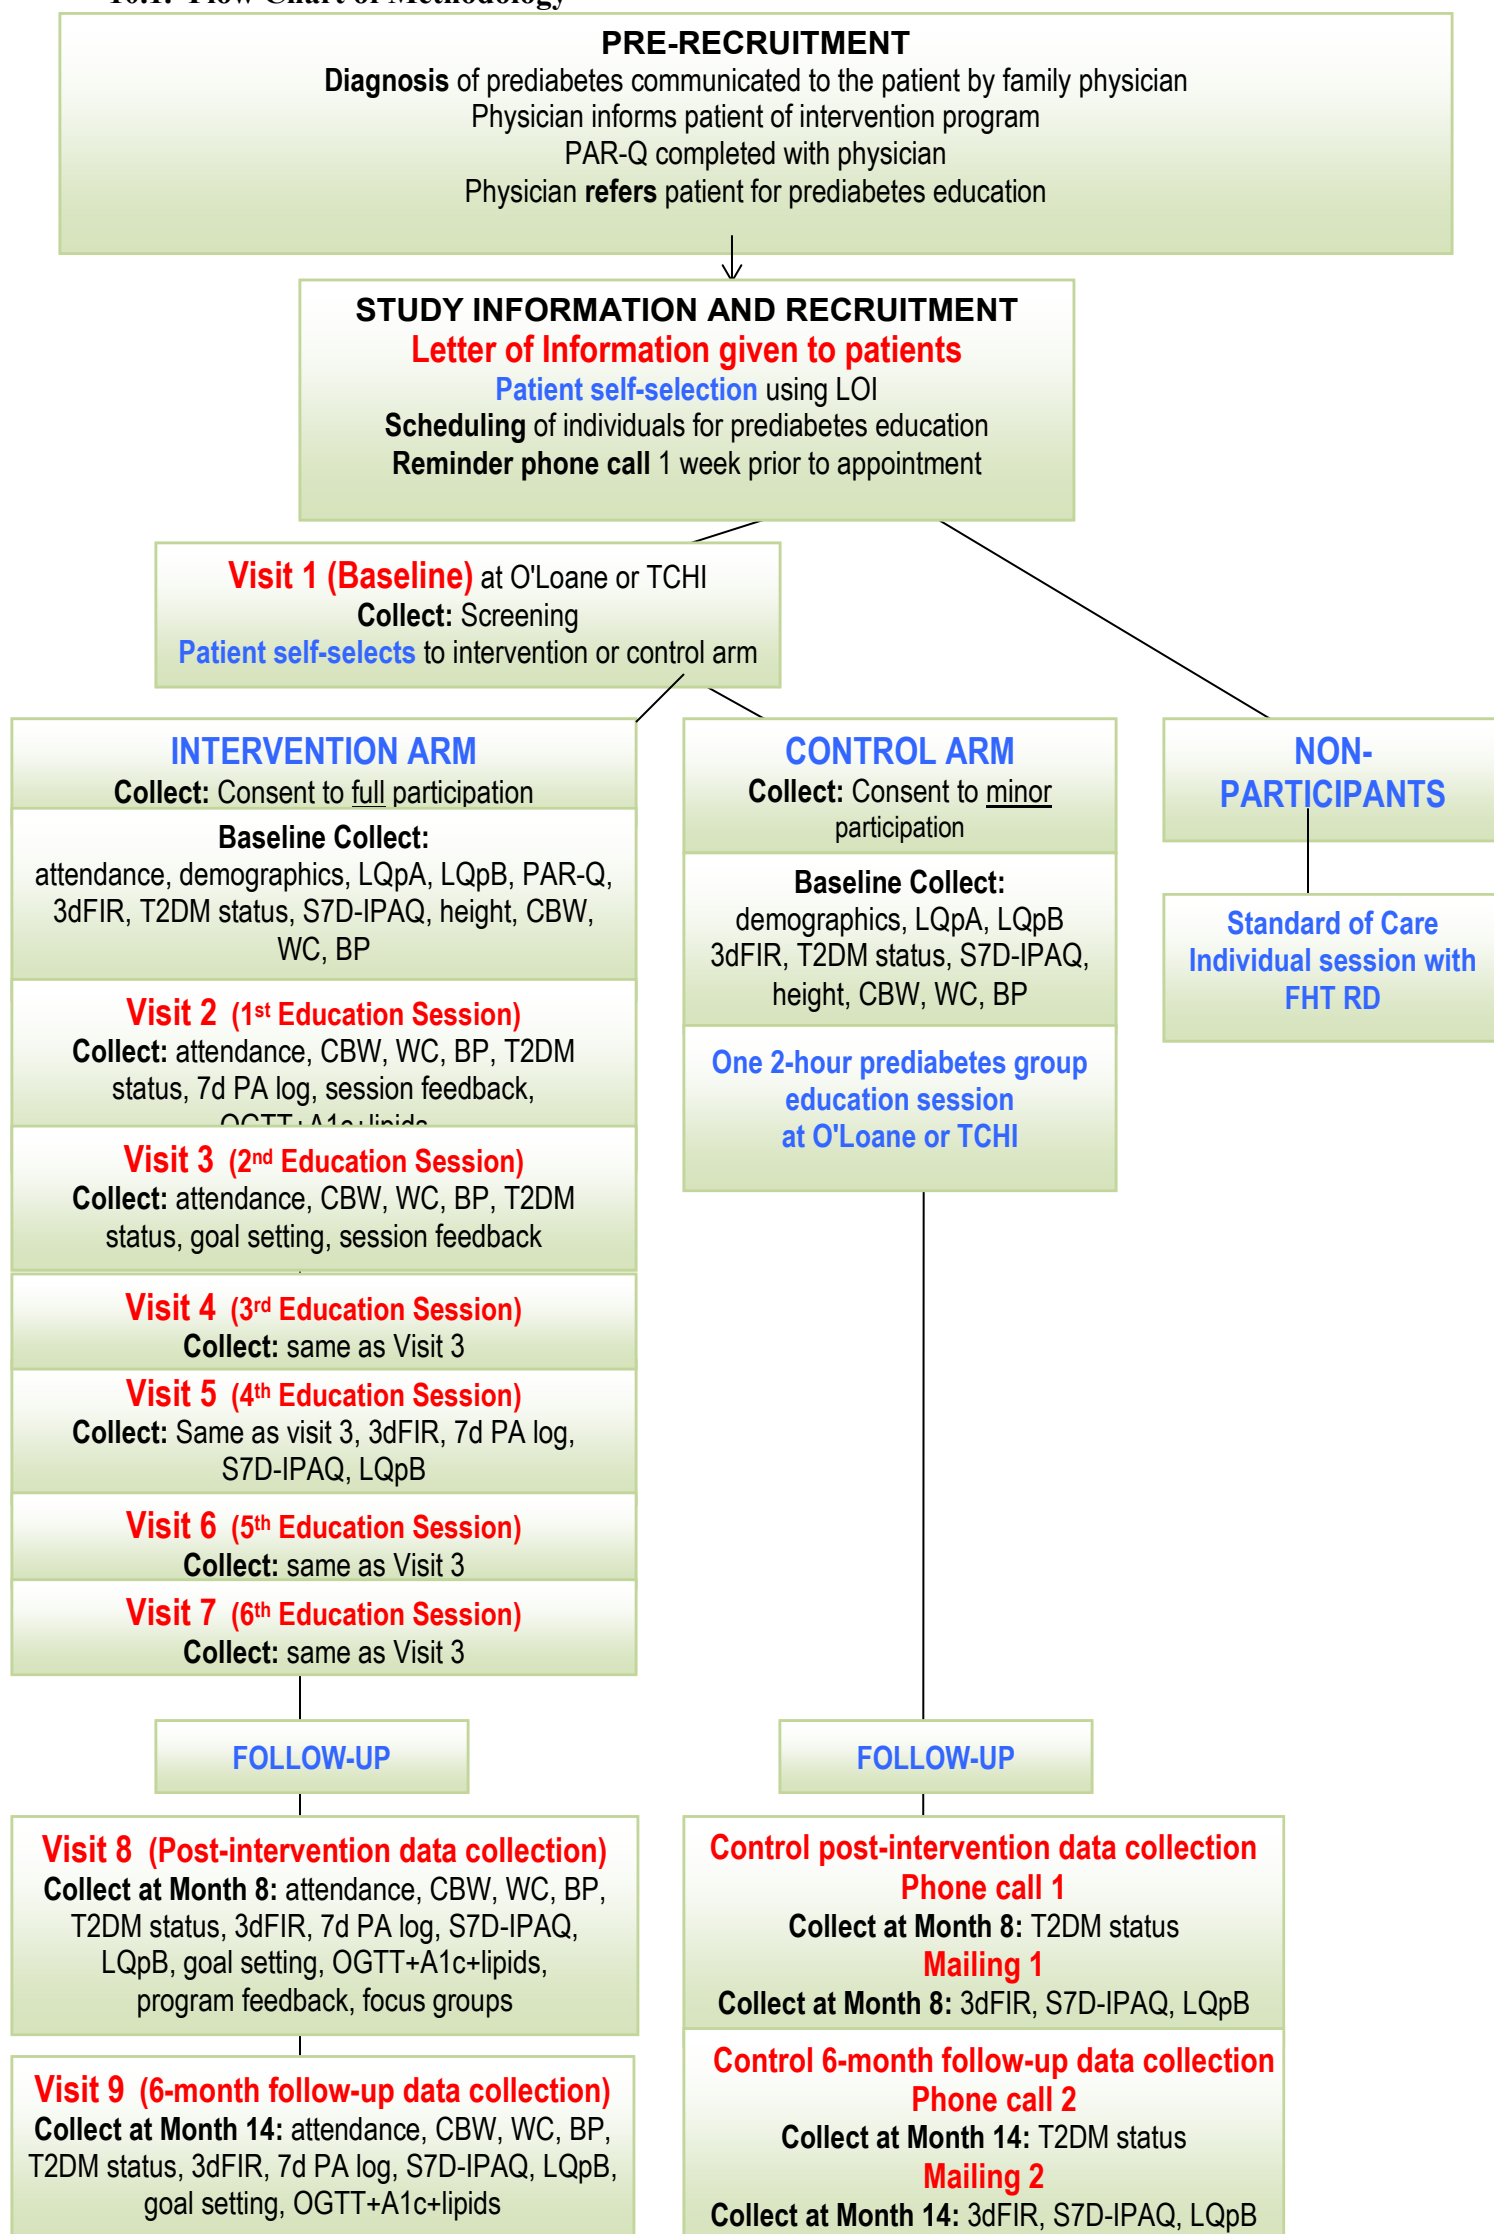 10.1. Flow Chart of Methodology
PRE-RECRUITMENT
Diagnosis of prediabetes communicated to the patient by family physician
Physician informs patient of intervention program
PAR-Q completed with physician
Physician refers patient for prediabetes education
STUDY INFORMATION AND RECRUITMENT
Letter of Information given to patients
Patient self-selection using LOI
Scheduling of individuals for prediabetes education
Reminder phone call 1 week prior to appointment
Visit 1 (Baseline) at O'Loane or TCHI
Collect: Screening
Patient self-selects to intervention or control arm
INTERVENTION ARM
Collect: Consent to full participation
Baseline Collect:
attendance, demographics, LQpA, LQpB, PAR-Q,
3dFIR, T2DM status, S7D-IPAQ, height, CBW,
WC, BP
Visit 2 (1st Education Session)
Collect: attendance, CBW, WC, BP, T2DM
status, 7d PA log, session feedback,
OGTT+A1c+lipids
Visit 3 (2nd Education Session)
Collect: attendance, CBW, WC, BP, T2DM
status, goal setting, session feedback
Visit 4 (3rd Education Session)
Collect: same as Visit 3
Visit 5 (4th Education Session)
Collect: Same as visit 3, 3dFIR, 7d PA log,
S7D-IPAQ, LQpB
Visit 6 (5th Education Session)
Collect: same as Visit 3
Visit 7 (6th Education Session)
Collect: same as Visit 3
FOLLOW-UP
Visit 8 (Post-intervention data collection)
Collect at Month 8: attendance, CBW, WC, BP,
T2DM status, 3dFIR, 7d PA log, S7D-IPAQ,
LQpB, goal setting, OGTT+A1c+lipids,
program feedback, focus groups
Visit 9 (6-month follow-up data collection)
Collect at Month 14: attendance, CBW, WC, BP,
T2DM status, 3dFIR, 7d PA log, S7D-IPAQ, LQpB,
goal setting, OGTT+A1c+lipids
CONTROL ARM
Collect: Consent to minor
participation
Baseline Collect:
demographics, LQpA, LQpB
3dFIR, T2DM status, S7D-IPAQ,
height, CBW, WC, BP
One 2-hour prediabetes group
education session
at O'Loane or TCHI
FOLLOW-UP
Control post-intervention data collection
Phone call 1
Collect at Month 8: T2DM status
Mailing 1
Collect at Month 8: 3dFIR, S7D-IPAQ, LQpB
Control 6-month follow-up data collection
Phone call 2
Collect at Month 14: T2DM status
Mailing 2
Collect at Month 14: 3dFIR, S7D-IPAQ, LQpB
NON-
PARTICIPANTS
Standard of Care
Individual session with
FHT RD